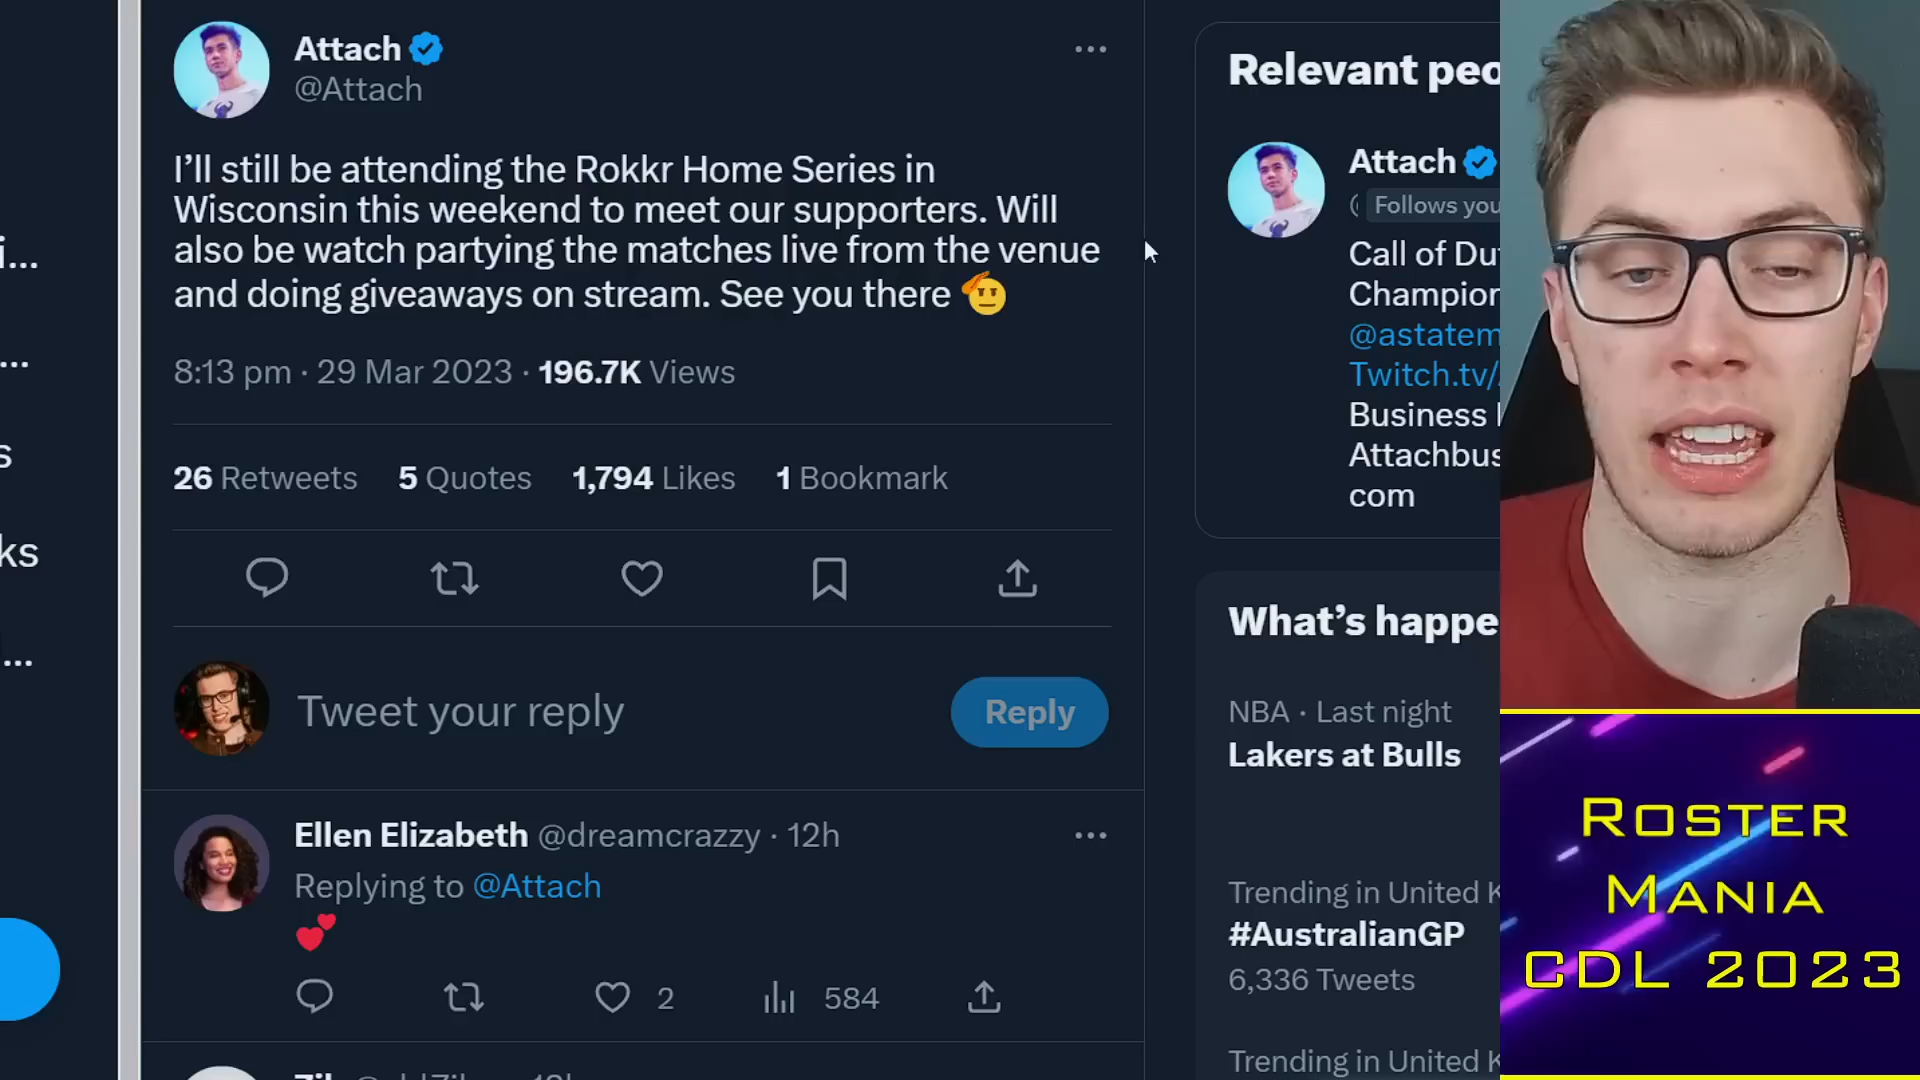 Attach
@Attach
I'll still be attending the Rokkr Home Series in
Wisconsin this weekend to meet our supporters. Will
also be watch partying the matches live from the venue
and doing giveaways on stream. See you there
8:13 pm · 29 Mar 2023 · 196.7K Views
26 Retweets 5 Quotes 1,794 Likes 1 Bookmark
Tweet your reply
Reply
Ellen Elizabeth @dreamcrazzy · 12h
Replying to @Attach
2 584
i...
...
s
ks
...
Relevant peo
Attach
Follows you
Call of Du
Champion
@astatem
Twitch.tv/
Business
Attachbus
com
What's happe
NBA · Last night
Lakers at Bulls
Trending in United K
#AustralianGP
6,336 Tweets
Trending in United K
Roster
Mania
CDL 2023